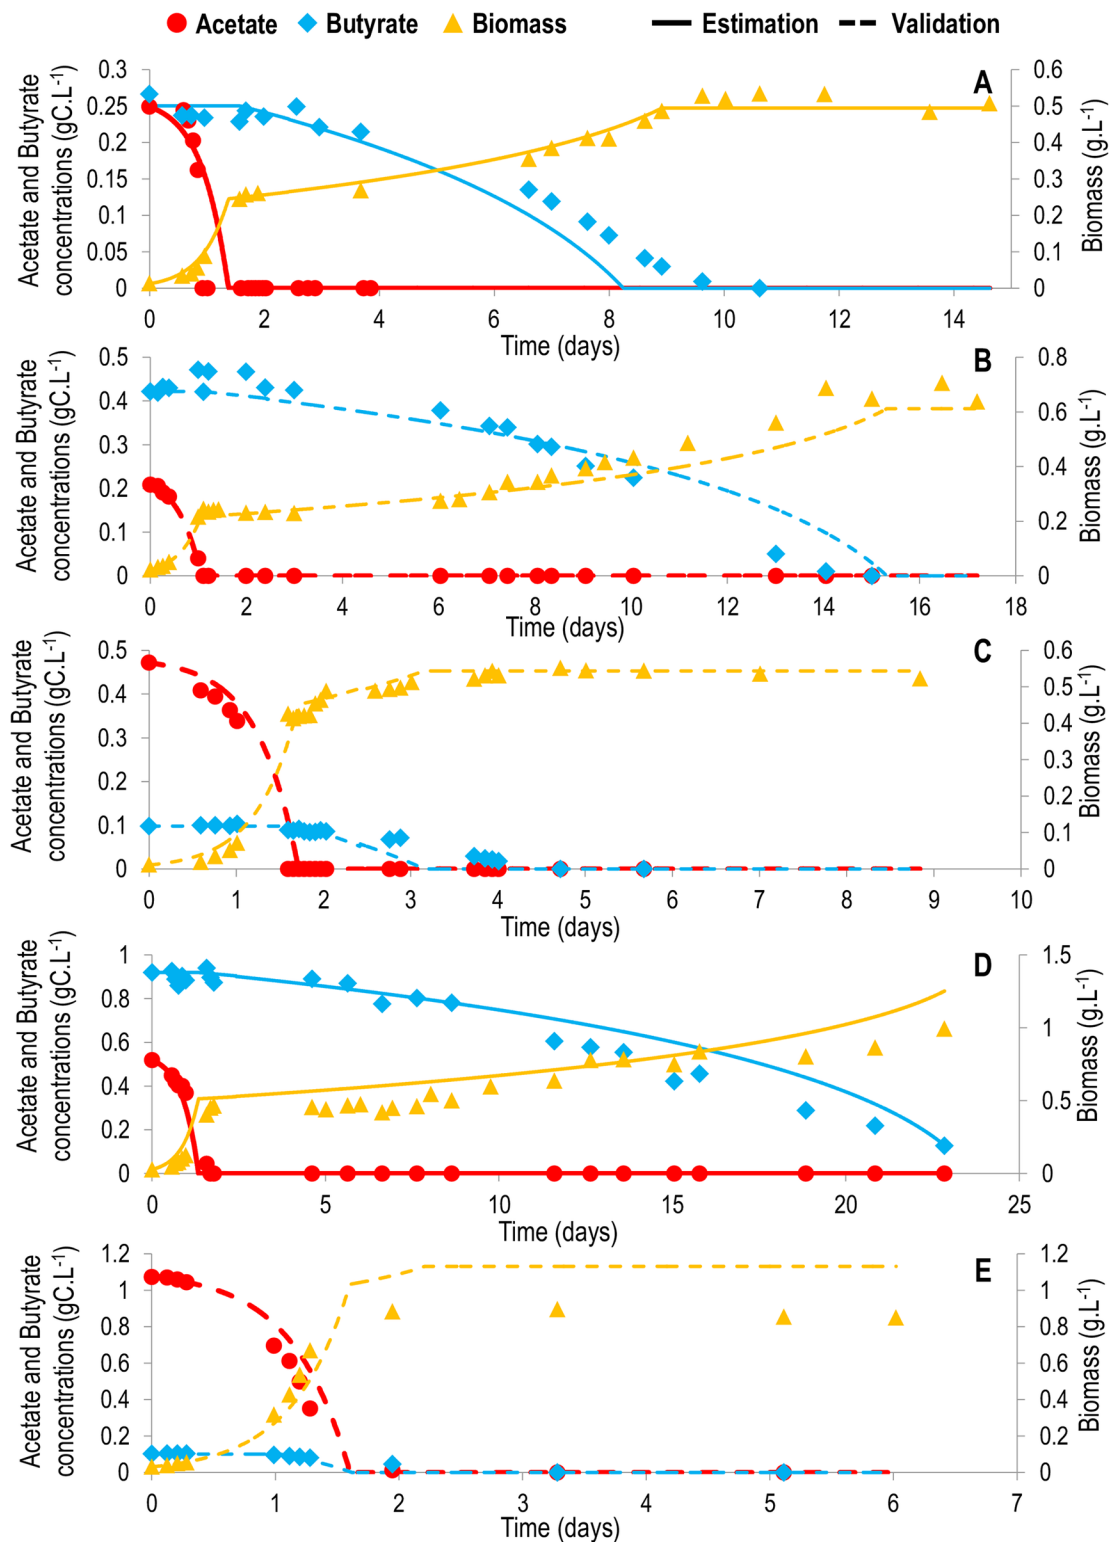 Acetate Butyrate Biomass Estimation Validation
A
Acetate and Butyrate
concentrations (gC.L-1)
0.3
0.25
0.2
0.15
0.1
0.05
0
0.6
0.5
0.4
0.3
0.2
0.1
0
Biomass (g.L-1)
0 2 4 6 8 10 12 14
Time (days)
B
Acetate and Butyrate
concentrations (gC.L-1)
0.5
0.4
0.3
0.2
0.1
0
0.8
0.6
0.4
0.2
0
Biomass (g.L-1)
0 2 4 6 8 10 12 14 16 18
Time (days)
C
Acetate and Butyrate
concentrations (gC.L-1)
0.5
0.4
0.3
0.2
0.1
0
0.6
0.5
0.4
0.3
0.2
0.1
0
Biomass (g.L-1)
0 1 2 3 4 5 6 7 8 9 10
Time (days)
D
Acetate and Butyrate
concentrations (gC.L-1)
1
0.8
0.6
0.4
0.2
0
1.5
1
0.5
0
Biomass (g.L-1)
0 5 10 15 20 25
Time (days)
E
Acetate and Butyrate
concentrations (gC.L-1)
1.2
1
0.8
0.6
0.4
0.2
0
1.2
1
0.8
0.6
0.4
0.2
0
Biomass (g.L-1)
0 1 2 3 4 5 6 7
Time (days)